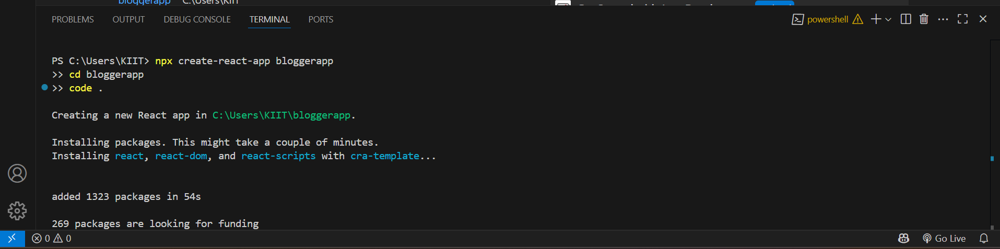 bloggerapp C:\Users\KIIT
PROBLEMS OUTPUT DEBUG CONSOLE TERMINAL PORTS powershell
PS C:\Users\KIIT> npx create-react-app bloggerapp
>> cd bloggerapp
>> code .
Creating a new React app in C:\Users\KIIT\bloggerapp.
Installing packages. This might take a couple of minutes.
Installing react, react-dom, and react-scripts with cra-template...
added 1323 packages in 54s
269 packages are looking for funding
0 0 Go Live